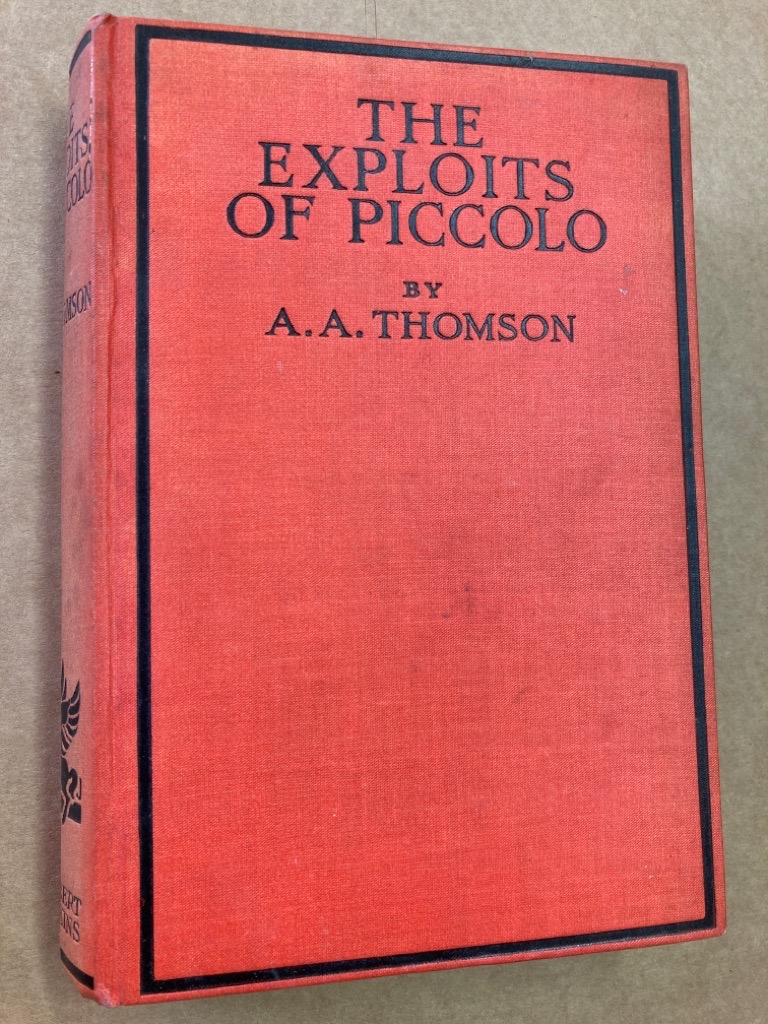 THE
EXPLOITS
OF PICCOLO
BY
A. A. THOMSON